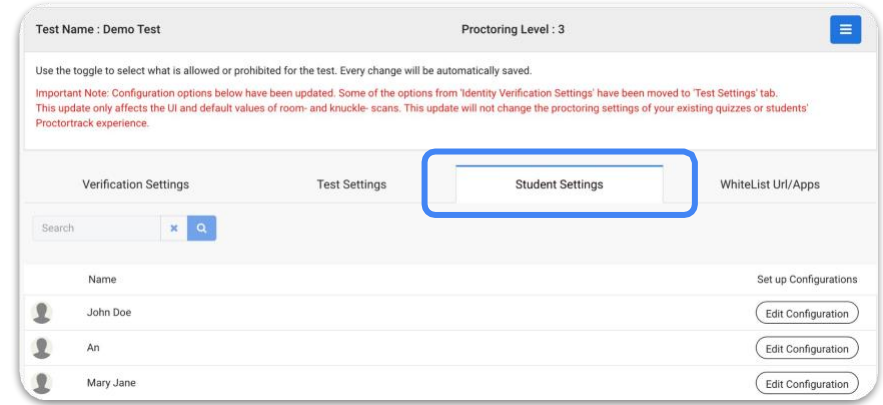 Test Name : Demo Test
Proctoring Level : 3
Use the toggle to select what is allowed or prohibited for the test. Every change will be automatically saved.
Important Note: Configuration options below have been updated. Some of the options from 'Identity Verification Settings' have been moved to 'Test Settings' tab.
This update only affects the UI and default values of room- and knuckle- scans. This update will not change the proctoring settings of your existing quizzes or students'
Proctortrack experience.
Verification Settings
Test Settings
Student Settings
WhiteList Url/Apps
Search
Name
Set up Configurations
John Doe
Edit Configuration
An
Edit Configuration
Mary Jane
Edit Configuration